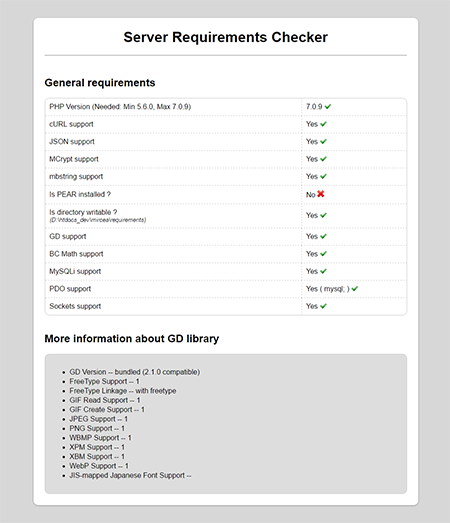 Server Requirements Checker
General requirements
PHP Version (Needed: Min 5.6.0, Max 7.0.9) 7.0.9
cURL support Yes
JSON support Yes
MCrypt support Yes
mbstring support Yes
Is PEAR installed ? No
Is directory writable ? Yes
(D:\htdocs_dev\mircea\requirements)
GD support Yes
BC Math support Yes
MySQLi support Yes
PDO support Yes ( mysql; )
Sockets support Yes
More information about GD library
GD Version -- bundled (2.1.0 compatible)
FreeType Support -- 1
FreeType Linkage -- with freetype
GIF Read Support -- 1
GIF Create Support -- 1
JPEG Support -- 1
PNG Support -- 1
WBMP Support -- 1
XPM Support -- 1
XBM Support -- 1
WebP Support -- 1
JIS-mapped Japanese Font Support --